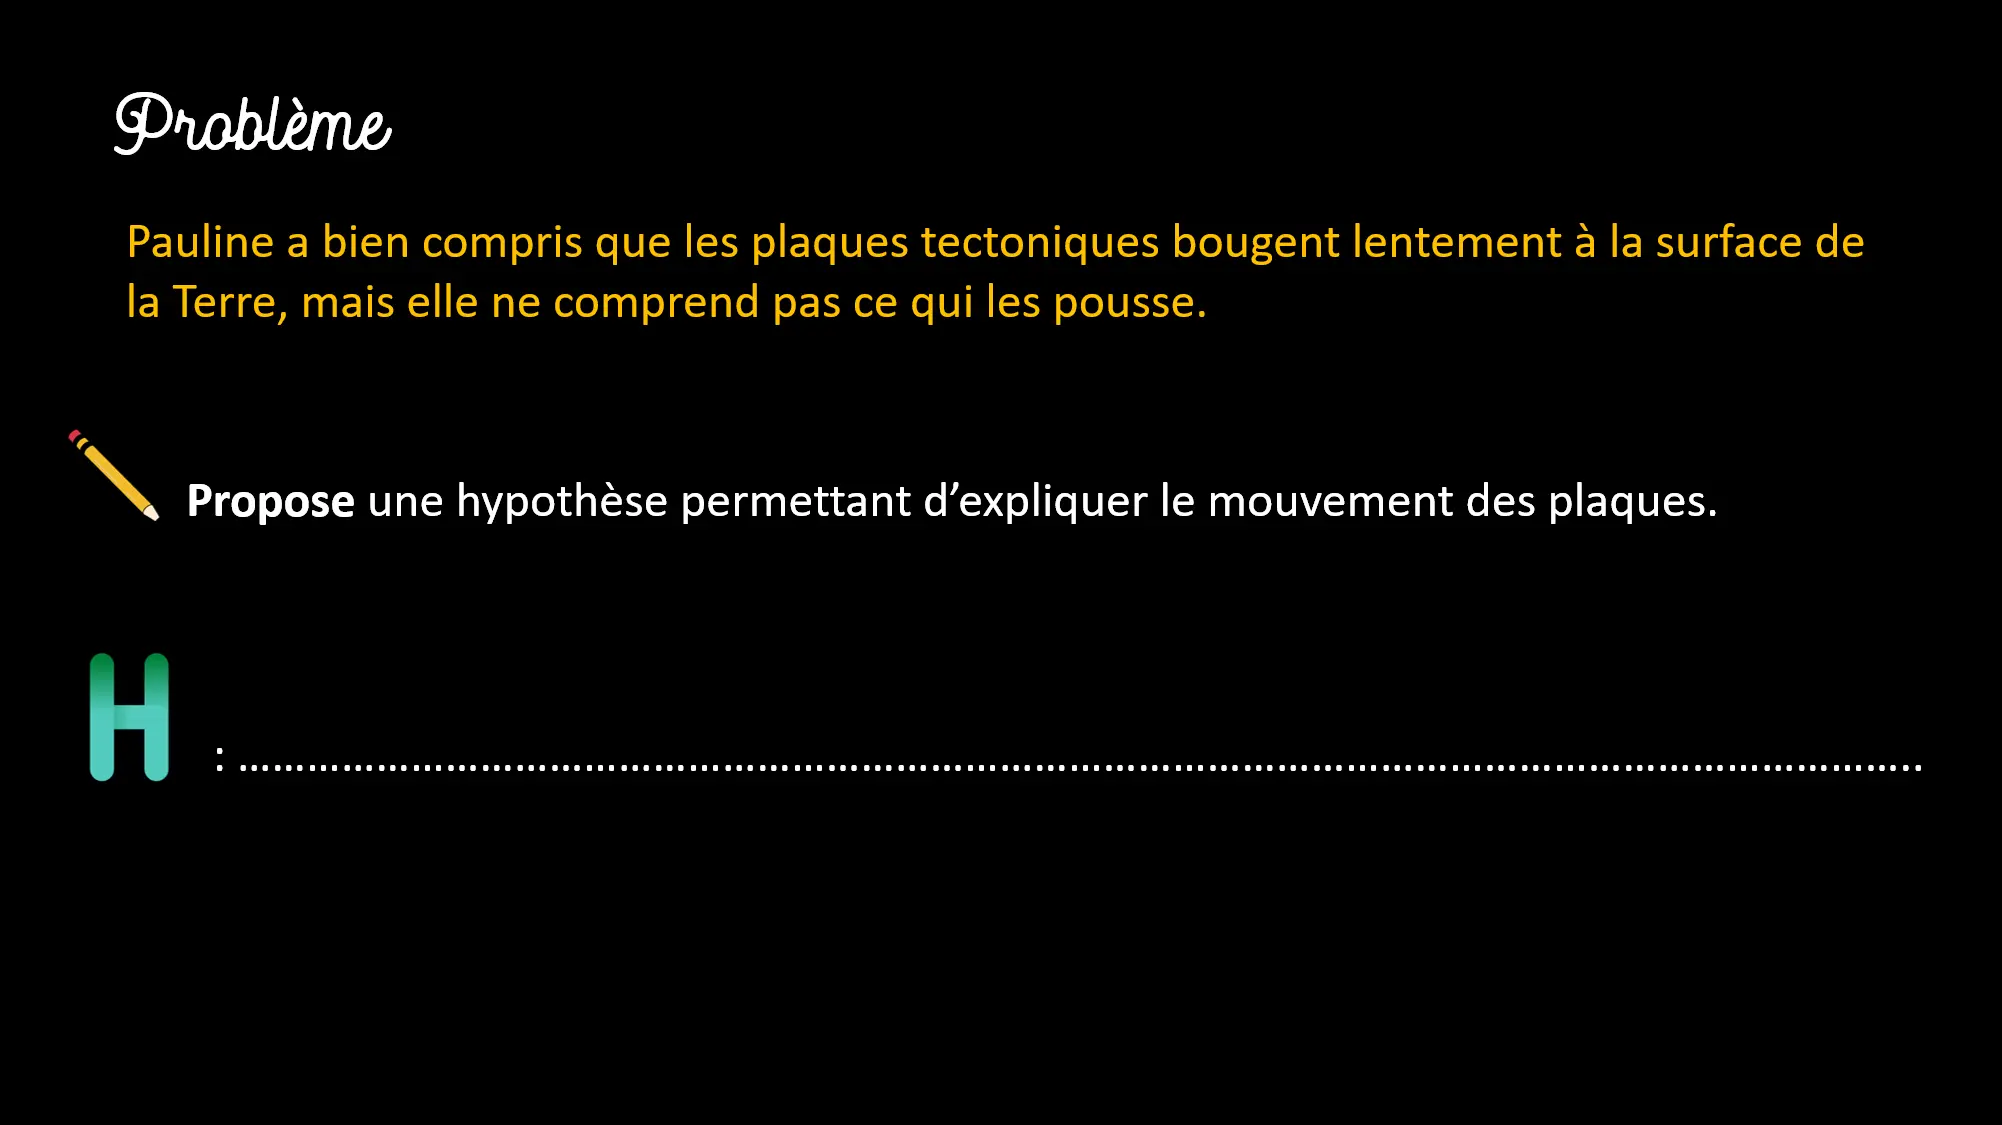 Problème
Pauline a bien compris que les plaques tectoniques bougent lentement à la surface de
la Terre, mais elle ne comprend pas ce qui les pousse.
Propose une hypothèse permettant d’expliquer le mouvement des plaques.
H : ………………………………………………………………………………………………………………………………..